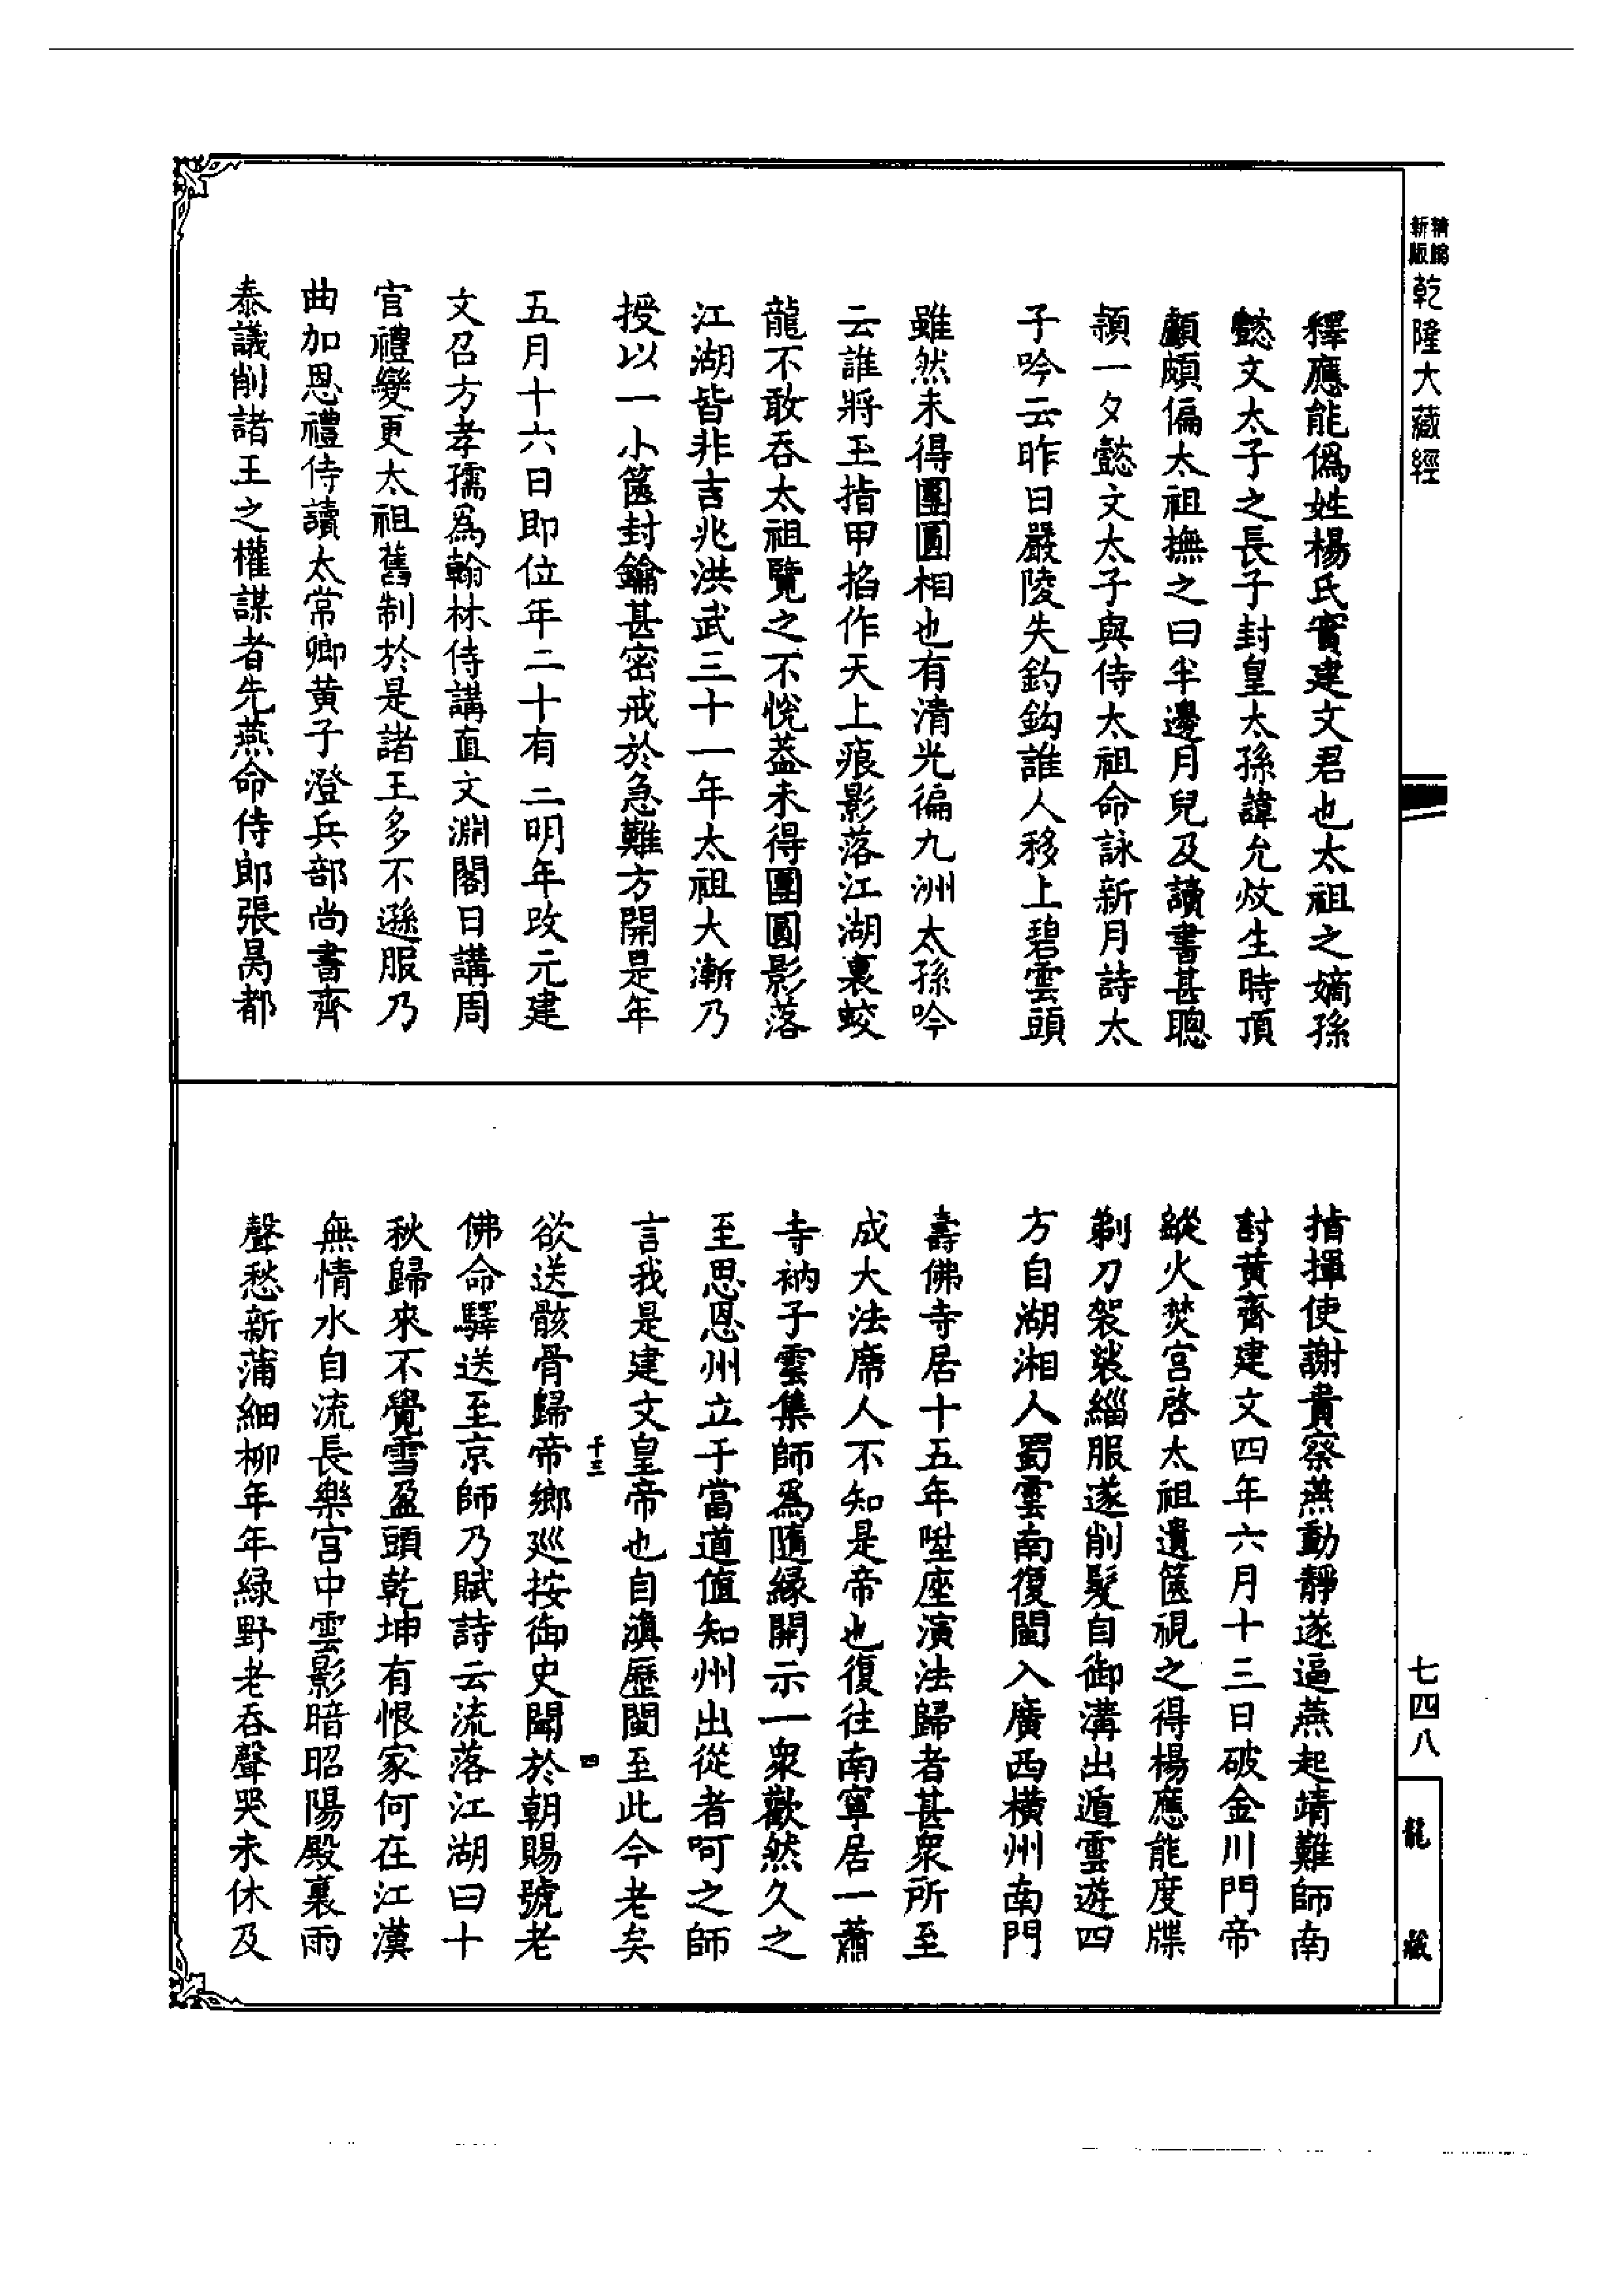 精編
新版
乾隆大藏經
釋應能僞姓楊氏實建文君也太祖之嫡孫
懿文太子之長子封皇太孫諱允炆生時頂
顱頗偏太祖撫之曰半邊月兒及讀書甚聰
穎一夕懿文太子與侍太祖命詠新月詩太
子吟云昨日嚴陵失釣鈎誰人移上碧雲頭
雖然未得團圓相也有清光徧九洲太孫吟
云誰將玉指甲掐作天上痕影落江湖裏蛟
龍不敢吞太祖覽之不悅葢未得團圓影落
江湖皆非吉兆洪武三十一年太祖大漸乃
授以一小篋封鑰甚密戒於急難方開是年
五月十六日即位年二十有二明年改元建
文召方孝孺爲翰林侍講直文淵閣日講周
官禮變更太祖舊制於是諸王多不遜服乃
曲加恩禮侍讀太常卿黃子澄兵部尚書齊
泰議削諸王之權謀者先燕命侍郎張昺都
指揮使謝貴察燕動靜遂逼燕起靖難師南
討黃齊建文四年六月十三日破金川門帝
縱火焚宮啓太祖遺篋視之得楊應能度牒
剃刀袈裟緇服遂削髮自御溝出遁雲遊四
方自湖湘入蜀雲南復閩入廣西橫州南門
壽佛寺居十五年陞座演法歸者甚衆所至
成大法席人不知是帝也復往南寧居一蕭
寺衲子雲集師爲隨緣開示一衆歡然久之
至思恩州立于當道值知州出從者呵之師
言我是建文皇帝也自滇歷閩至此今老矣
千三
四
欲送骸骨歸帝鄉廵按御史聞於朝賜號老
佛命驛送至京師乃賦詩云流落江湖曰十
秋歸來不覺雪盈頭乾坤有恨家何在江漢
無情水自流長樂宮中雲影暗昭陽殿裏雨
聲愁新蒲細柳年年緑野老吞聲哭未休及
七四八
龍藏